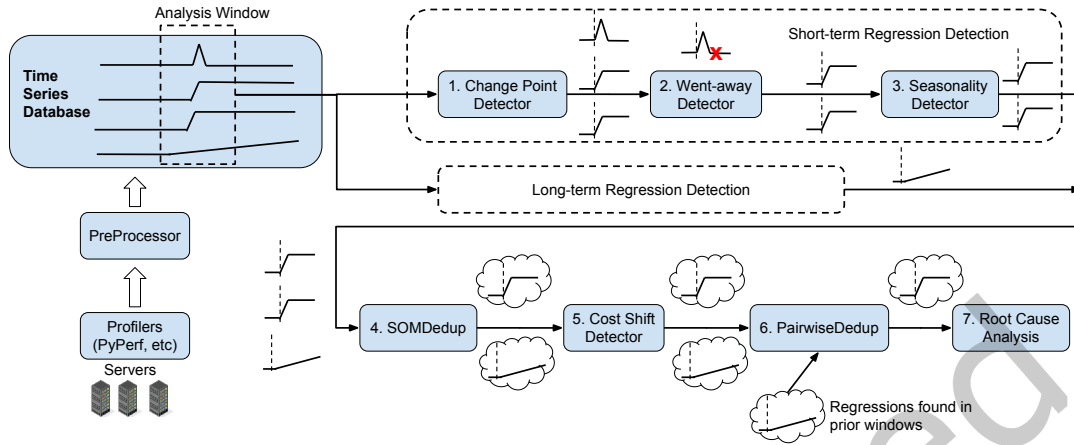 Analysis Window
Time
Series
Database
Short-term Regression Detection
1. Change Point
Detector
2. Went-away
Detector
3. Seasonality
Detector
Long-term Regression Detection
PreProcessor
Profilers
(PyPerf, etc)
Servers
4. SOMDedup
5. Cost Shift
Detector
6. PairwiseDedup
7. Root Cause
Analysis
Regressions found in
prior windows